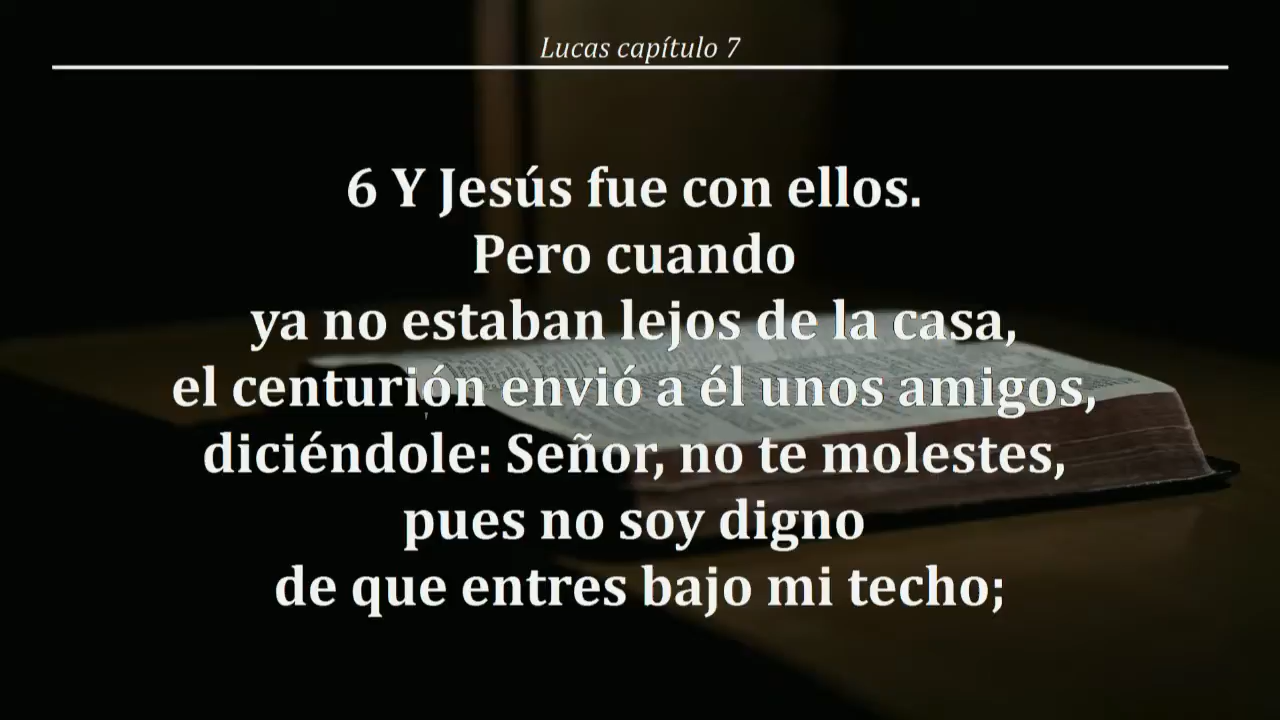 Lucas capítulo 7
6 Y Jesús fue con ellos.
Pero cuando
ya no estaban lejos de la casa,
el centurión envió a él unos amigos,
diciéndole: Señor, no te molestes,
pues no soy digno
de que entres bajo mi techo;